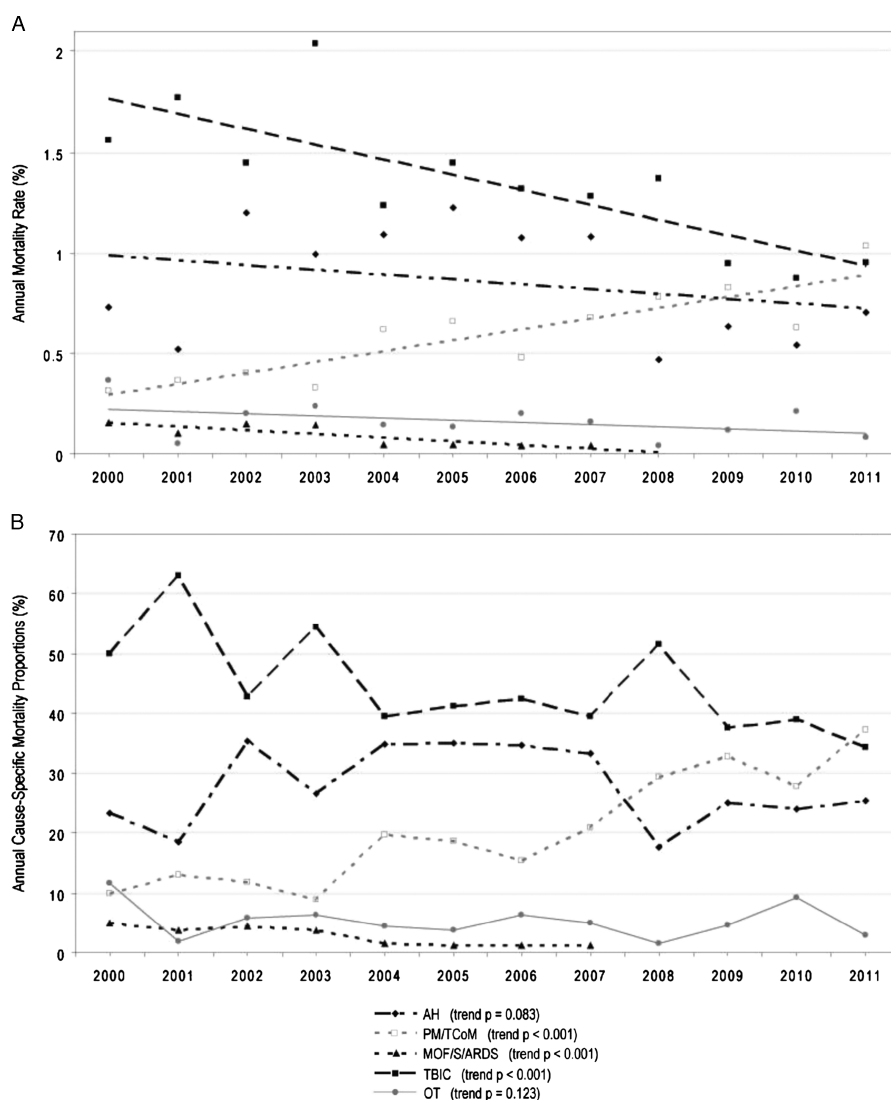 A
Annual Mortality Rate (%)
2
1.5
1
0.5
0
2000 2001 2002 2003 2004 2005 2006 2007 2008 2009 2010 2011
B
Annual Cause-Specific Mortality Proportions (%)
70
60
50
40
30
20
10
0
2000 2001 2002 2003 2004 2005 2006 2007 2008 2009 2010 2011
AH (trend p = 0.083)
PM/TCoM (trend p < 0.001)
MOF/S/ARDS (trend p < 0.001)
TBIC (trend p < 0.001)
OT (trend p = 0.123)